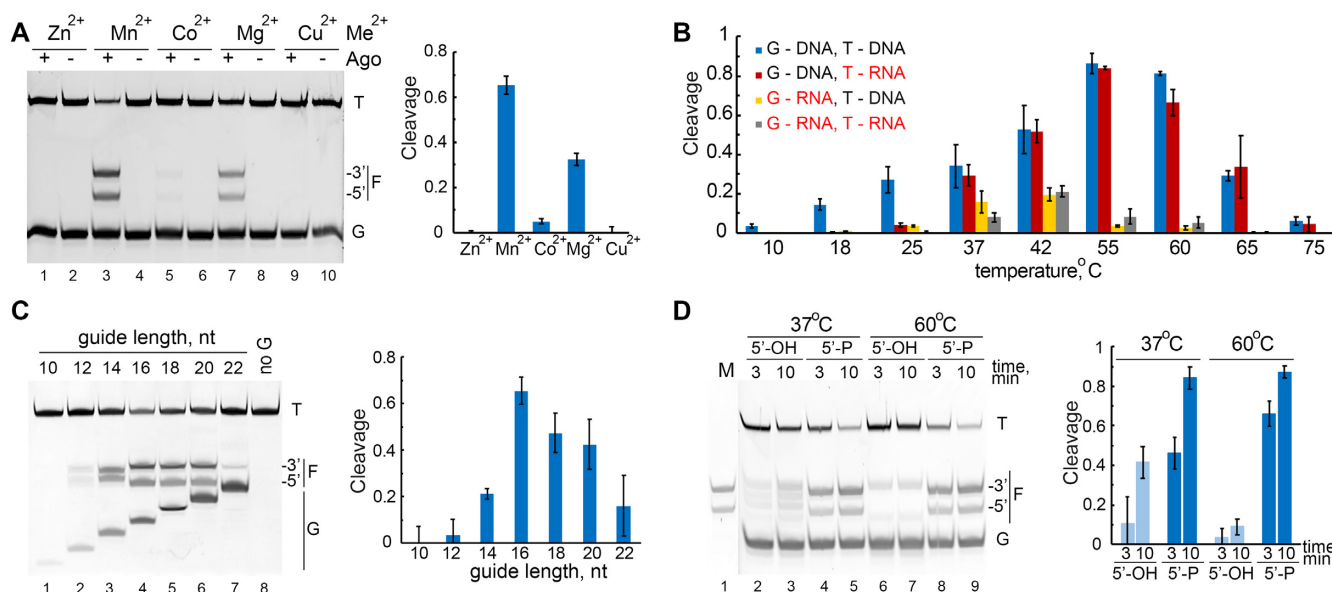 A
Zn2+ Mn2+ Co2+ Mg2+ Cu2+ Me2+
+ - + - + - + - + - Ago
T
-3'
-5'
F
G
1 2 3 4 5 6 7 8 9 10
Cleavage
0.8
0.6
0.4
0.2
0
Zn2+ Mn2+ Co2+ Mg2+ Cu2+
B
G - DNA, T - DNA
G - DNA, T - RNA
G - RNA, T - DNA
G - RNA, T - RNA
Cleavage
1
0.8
0.6
0.4
0.2
0
10 18 25 37 42 55 60 65 75
temperature,o C
C
guide length, nt
10 12 14 16 18 20 22 no G
T
-3'
-5'
F
G
1 2 3 4 5 6 7 8
Cleavage
0.8
0.6
0.4
0.2
0
10 12 14 16 18 20 22
guide length, nt
D
37oC 60oC
5'-OH 5'-P 5'-OH 5'-P
M 3 10 3 10 3 10 3 10 time, min
T
-3'
-5'
F
G
1 2 3 4 5 6 7 8 9
Cleavage
1
0.8
0.6
0.4
0.2
0
37oC 60oC
3 10 3 10 3 10 3 10 time, min
5'-OH 5'-P 5'-OH 5'-P